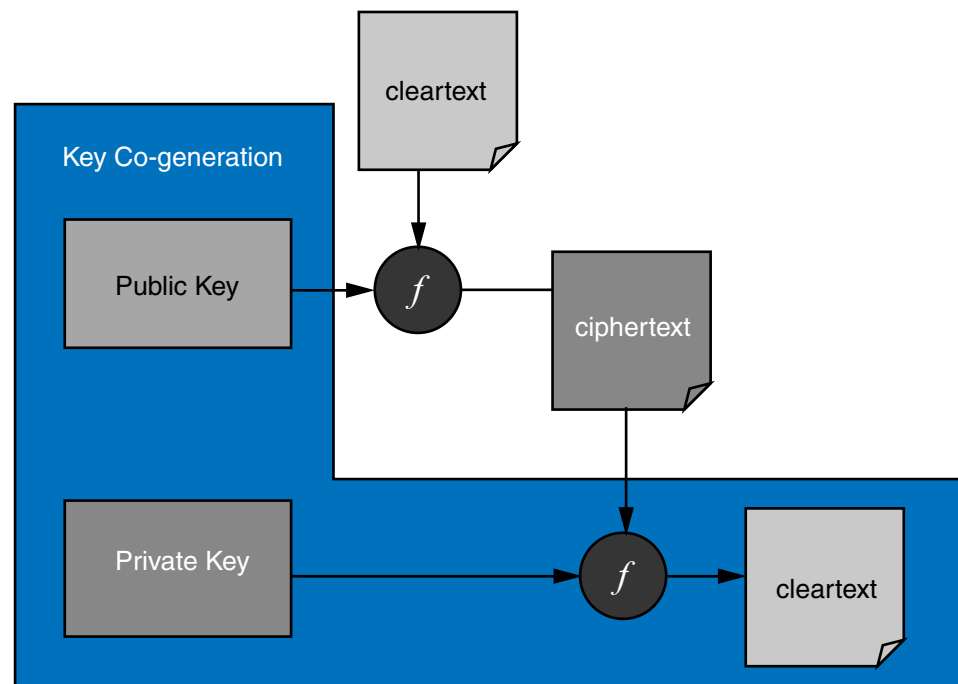 cleartext
Key Co-generation
Public Key
f
ciphertext
Private Key
f
cleartext